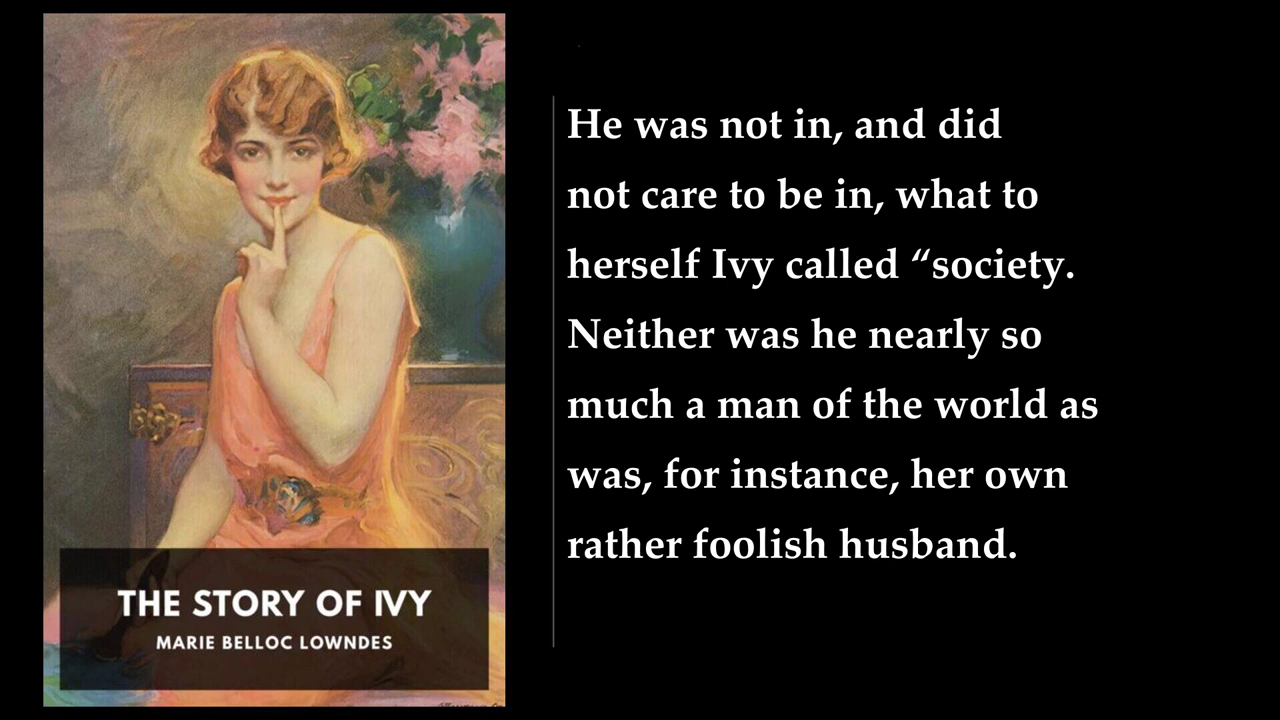 He was not in, and did
not care to be in, what to
herself Ivy called “society.
Neither was he nearly so
much a man of the world as
was, for instance, her own
rather foolish husband.
THE STORY OF IVY
MARIE BELLOC LOWNDES